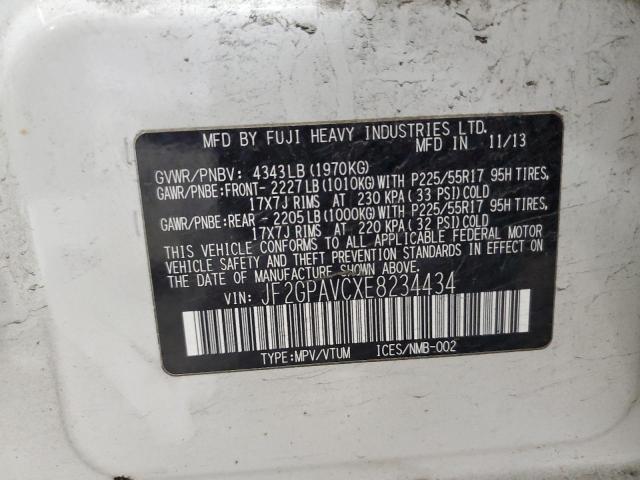 MFD BY FUJI HEAVY INDUSTRIES LTD.
MFD IN 11/13
GVWR/PNBV: 4343LB(1970KG)
GAWR/PNBE:FRONT-2227LB(1010KG)WITH P225/55R17 95H TIRES,
17X7J RIMS AT 230 KPA(33 PSI)COLD
GAWR/PNBE:REAR -2205LB(1000KG)WITH P225/55R17 95H TIRES,
17X7J RIMS AT 220 KPA(32 PSI)COLD
THIS VEHICLE CONFORMS TO ALL APPLICABLE FEDERAL MOTOR
VEHICLE SAFETY AND THEFT PREVENTION STANDARDS IN EFFECT ON
THE DATE OF MANUFACTURE SHOWN ABOVE.
VIN: JF2GPAVCXE8234434
TYPE:MPV/VTUM ICES/NMB-002